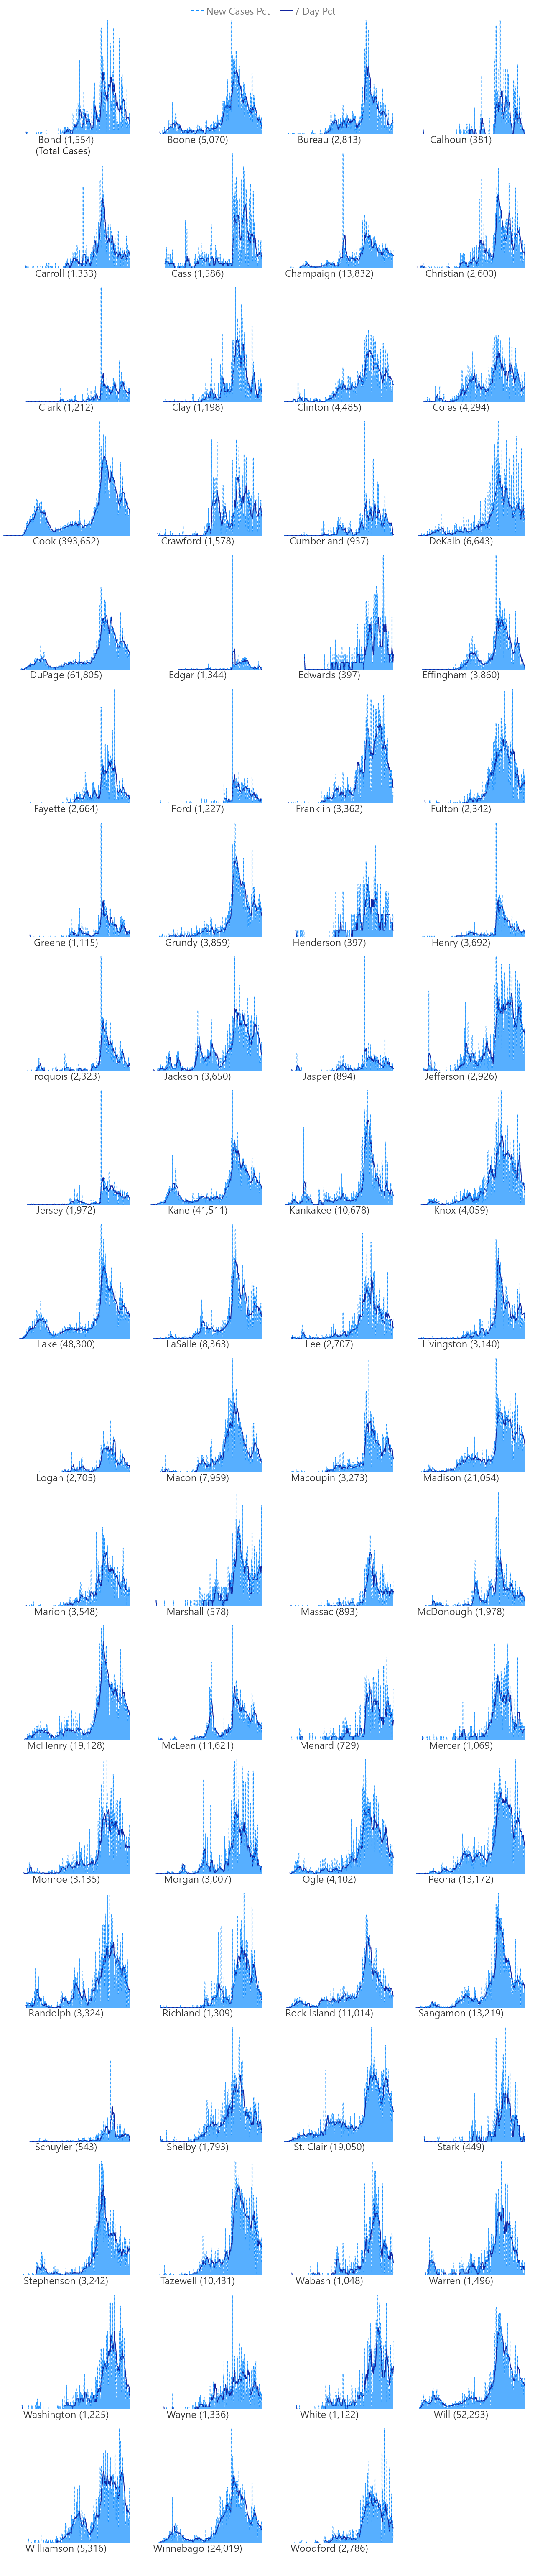 New Cases Pct 7 Day Pct
Bond (1,554) Boone (5,070) Bureau (2,813) Calhoun (381)
(Total Cases)
Carroll (1,333) Cass (1,586) Champaign (13,832) Christian (2,600)
Clark (1,212) Clay (1,198) Clinton (4,485) Coles (4,294)
Cook (393,652) Crawford (1,578) Cumberland (937) DeKalb (6,643)
DuPage (61,805) Edgar (1,344) Edwards (397) Effingham (3,860)
Fayette (2,664) Ford (1,227) Franklin (3,362) Fulton (2,342)
Greene (1,115) Grundy (3,859) Henderson (397) Henry (3,692)
Iroquois (2,323) Jackson (3,650) Jasper (894) Jefferson (2,926)
Jersey (1,972) Kane (41,511) Kankakee (10,678) Knox (4,059)
Lake (48,300) LaSalle (8,363) Lee (2,707) Livingston (3,140)
Logan (2,705) Macon (7,959) Macoupin (3,273) Madison (21,054)
Marion (3,548) Marshall (578) Massac (893) McDonough (1,978)
McHenry (19,128) McLean (11,621) Menard (729) Mercer (1,069)
Monroe (3,135) Morgan (3,007) Ogle (4,102) Peoria (13,172)
Randolph (3,324) Richland (1,309) Rock Island (11,014) Sangamon (13,219)
Schuyler (543) Shelby (1,793) St. Clair (19,050) Stark (449)
Stephenson (3,242) Tazewell (10,431) Wabash (1,048) Warren (1,496)
Washington (1,225) Wayne (1,336) White (1,122) Will (52,293)
Williamson (5,316) Winnebago (24,019) Woodford (2,786)